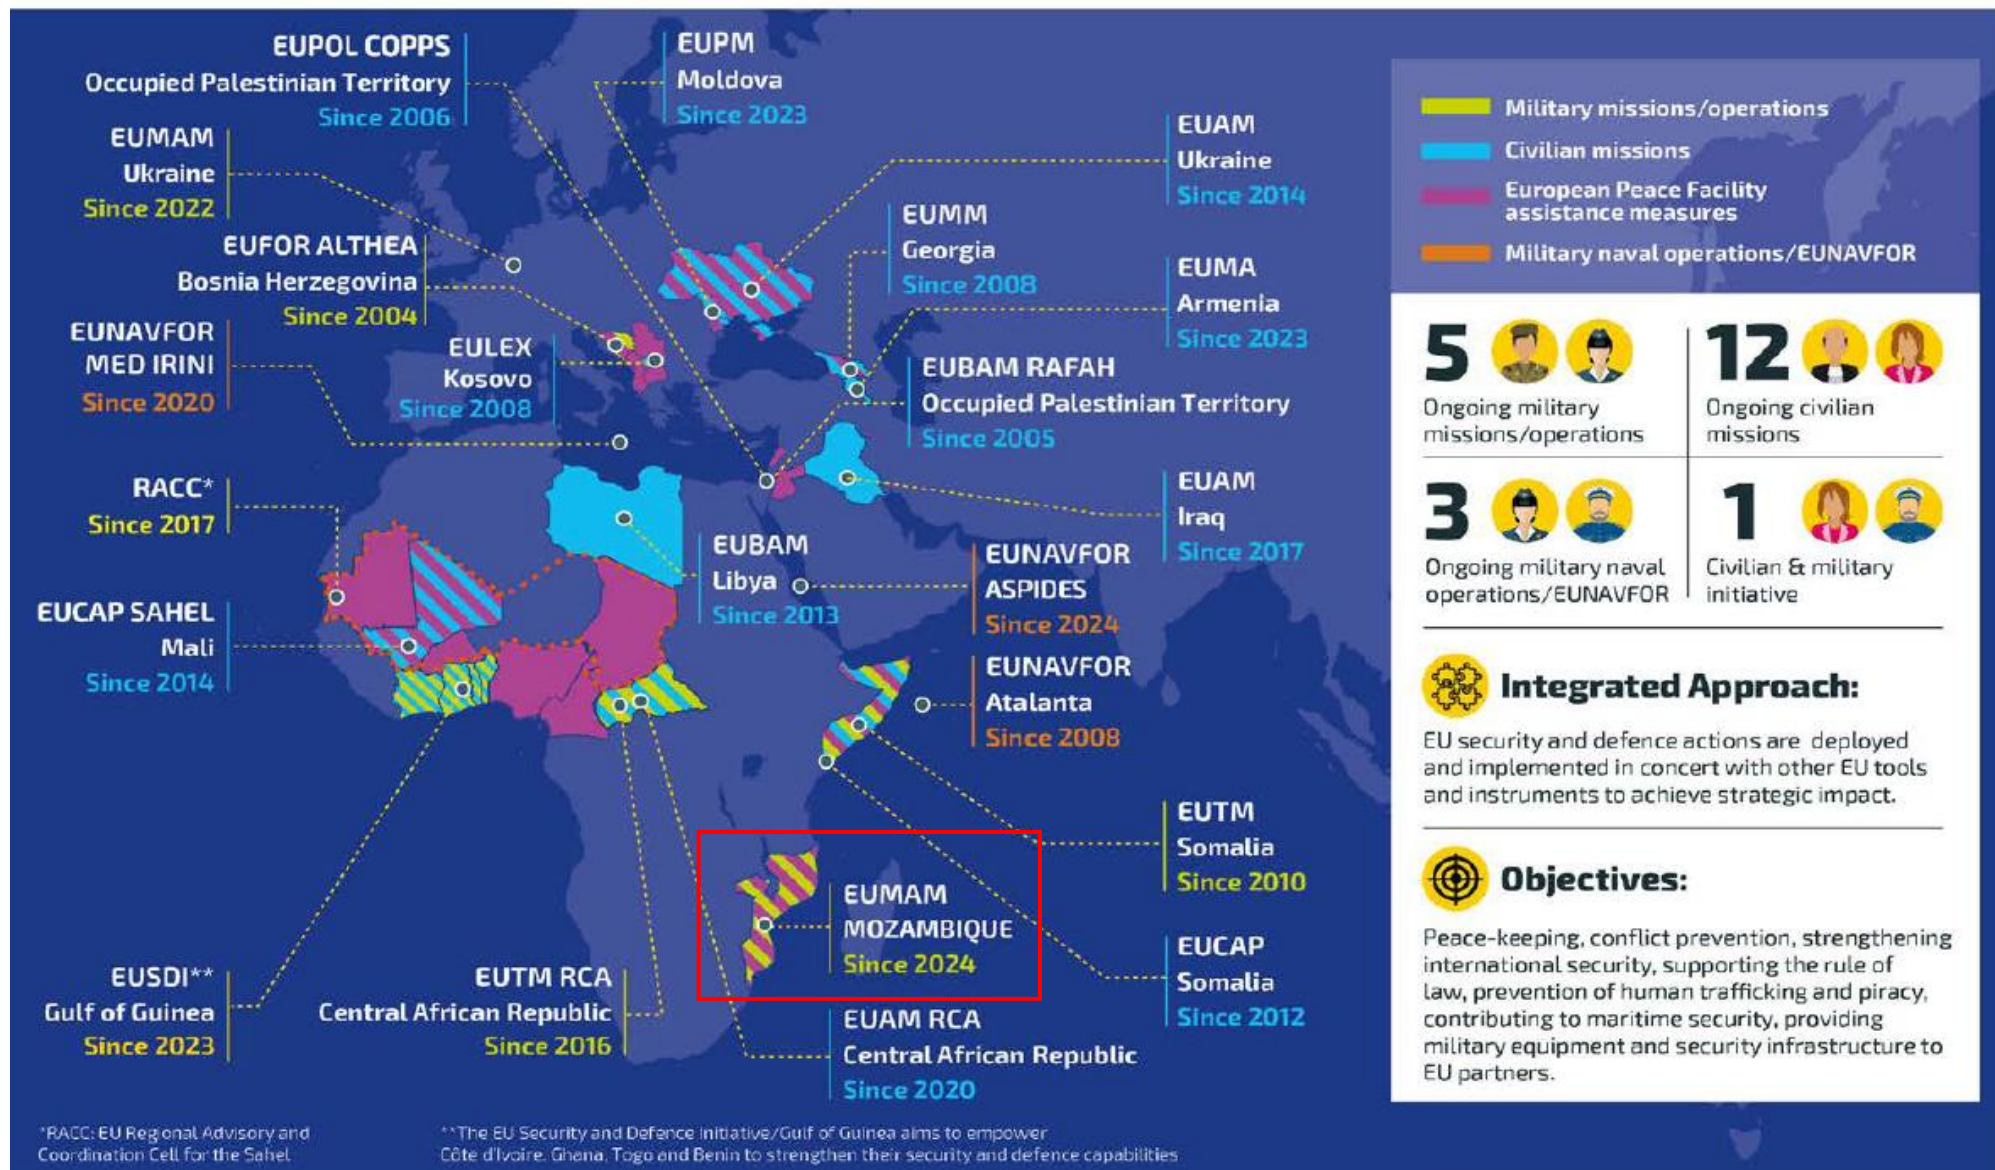 EUPOL COPPS
Occupied Palestinian Territory
Since 2006
EUPM
Moldova
Since 2023
EUMAM
Ukraine
Since 2022
EUAM
Ukraine
Since 2014
EUFOR ALTHEA
Bosnia Herzegovina
Since 2004
EUMM
Georgia
Since 2008
EUMA
Armenia
Since 2023
EUNAVFOR
MED IRINI
Since 2020
EULEX
Kosovo
Since 2008
EUBAM RAFAH
Occupied Palestinian Territory
Since 2005
RACC*
Since 2017
EUAM
Iraq
Since 2017
EUBAM
Libya
Since 2013
EUNAVFOR
ASPIDES
Since 2024
EUCAP SAHEL
Mali
Since 2014
EUNAVFOR
Atalanta
Since 2008
EUTM
Somalia
Since 2010
EUMAM
MOZAMBIQUE
Since 2024
EUCAP
Somalia
Since 2012
EUSDI**
Gulf of Guinea
Since 2023
EUTM RCA
Central African Republic
Since 2016
EUAM RCA
Central African Republic
Since 2020
*RACC: EU Regional Advisory and
Coordination Cell for the Sahel
**The EU Security and Defence Initiative/Gulf of Guinea aims to empower
Côte d'Ivoire, Ghana, Togo and Benin to strengthen their security and defence capabilities
Military missions/operations
Civilian missions
European Peace Facility
assistance measures
Military naval operations/EUNAVFOR
5
Ongoing military
missions/operations
12
Ongoing civilian
missions
3
Ongoing military naval
operations/EUNAVFOR
1
Civilian & military
initiative
Integrated Approach:
EU security and defence actions are deployed
and implemented in concert with other EU tools
and instruments to achieve strategic impact.
Objectives:
Peace-keeping, conflict prevention, strengthening
international security, supporting the rule of
law, prevention of human trafficking and piracy,
contributing to maritime security, providing
military equipment and security infrastructure to
EU partners.